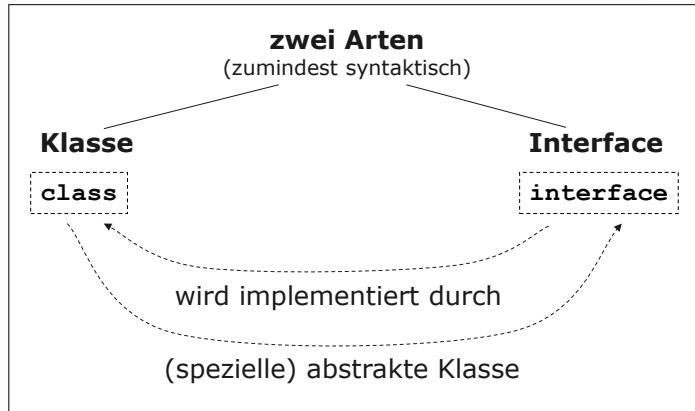 zwei Arten
(zumindest syntaktisch)
Klasse
Interface
class
interface
wird implementiert durch
(spezielle) abstrakte Klasse